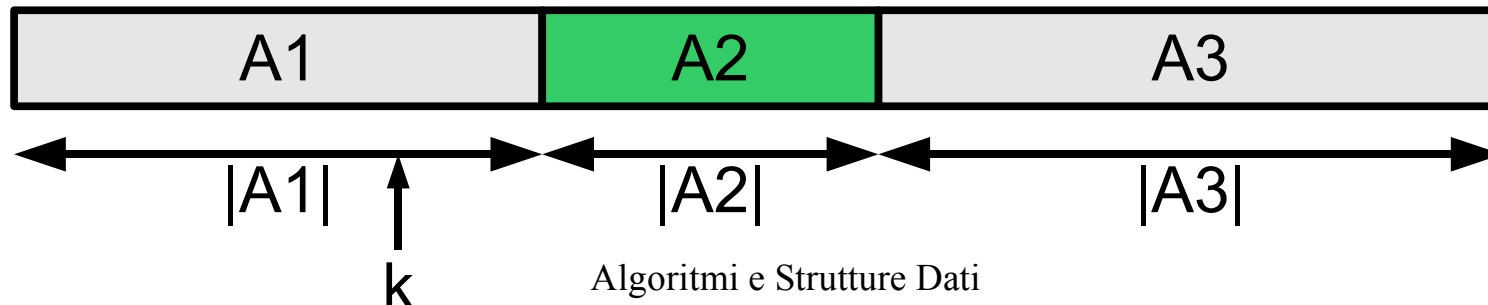 A1 A2 A3
|A1| |A2| |A3|
k Algoritmi e Strutture Dati